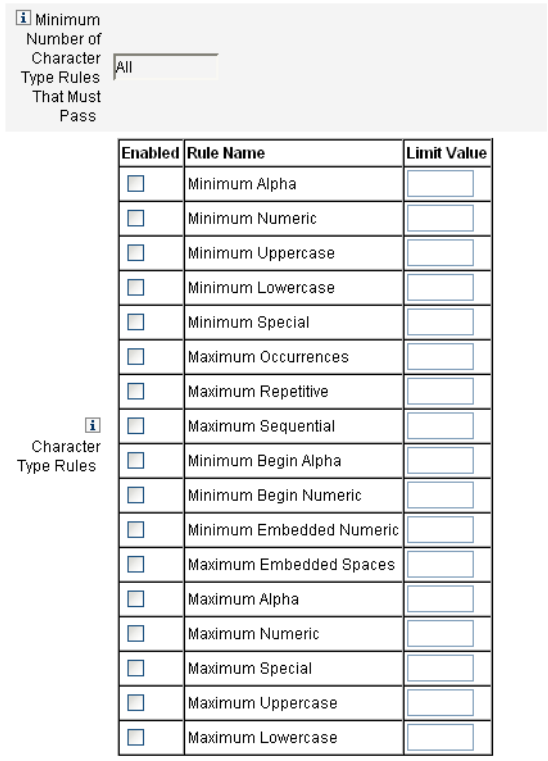 i Minimum
Number of
Character
Type Rules
That Must
Pass
All
Enabled Rule Name Limit Value
Minimum Alpha
Minimum Numeric
Minimum Uppercase
Minimum Lowercase
Minimum Special
Maximum Occurrences
Maximum Repetitive
Maximum Sequential
i
Character
Type Rules
Minimum Begin Alpha
Minimum Begin Numeric
Minimum Embedded Numeric
Maximum Embedded Spaces
Maximum Alpha
Maximum Numeric
Maximum Special
Maximum Uppercase
Maximum Lowercase